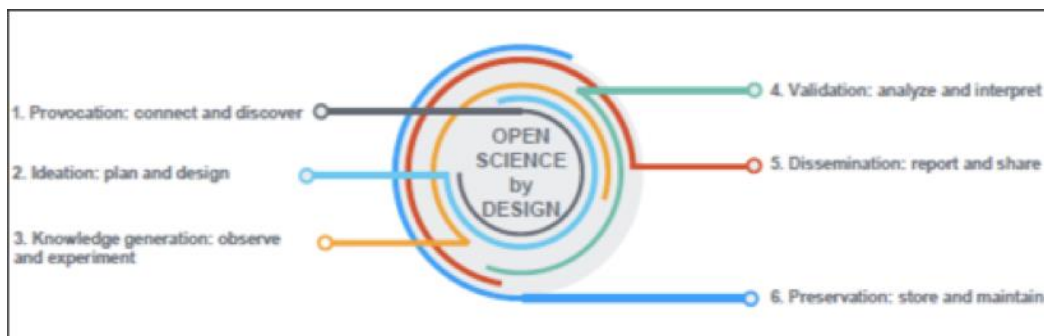 1. Provocation: connect and discover
2. Ideation: plan and design
3. Knowledge generation: observe
and experiment
OPEN
SCIENCE
by
DESIGN
4. Validation: analyze and interpret
5. Dissemination: report and share
6. Preservation: store and maintain